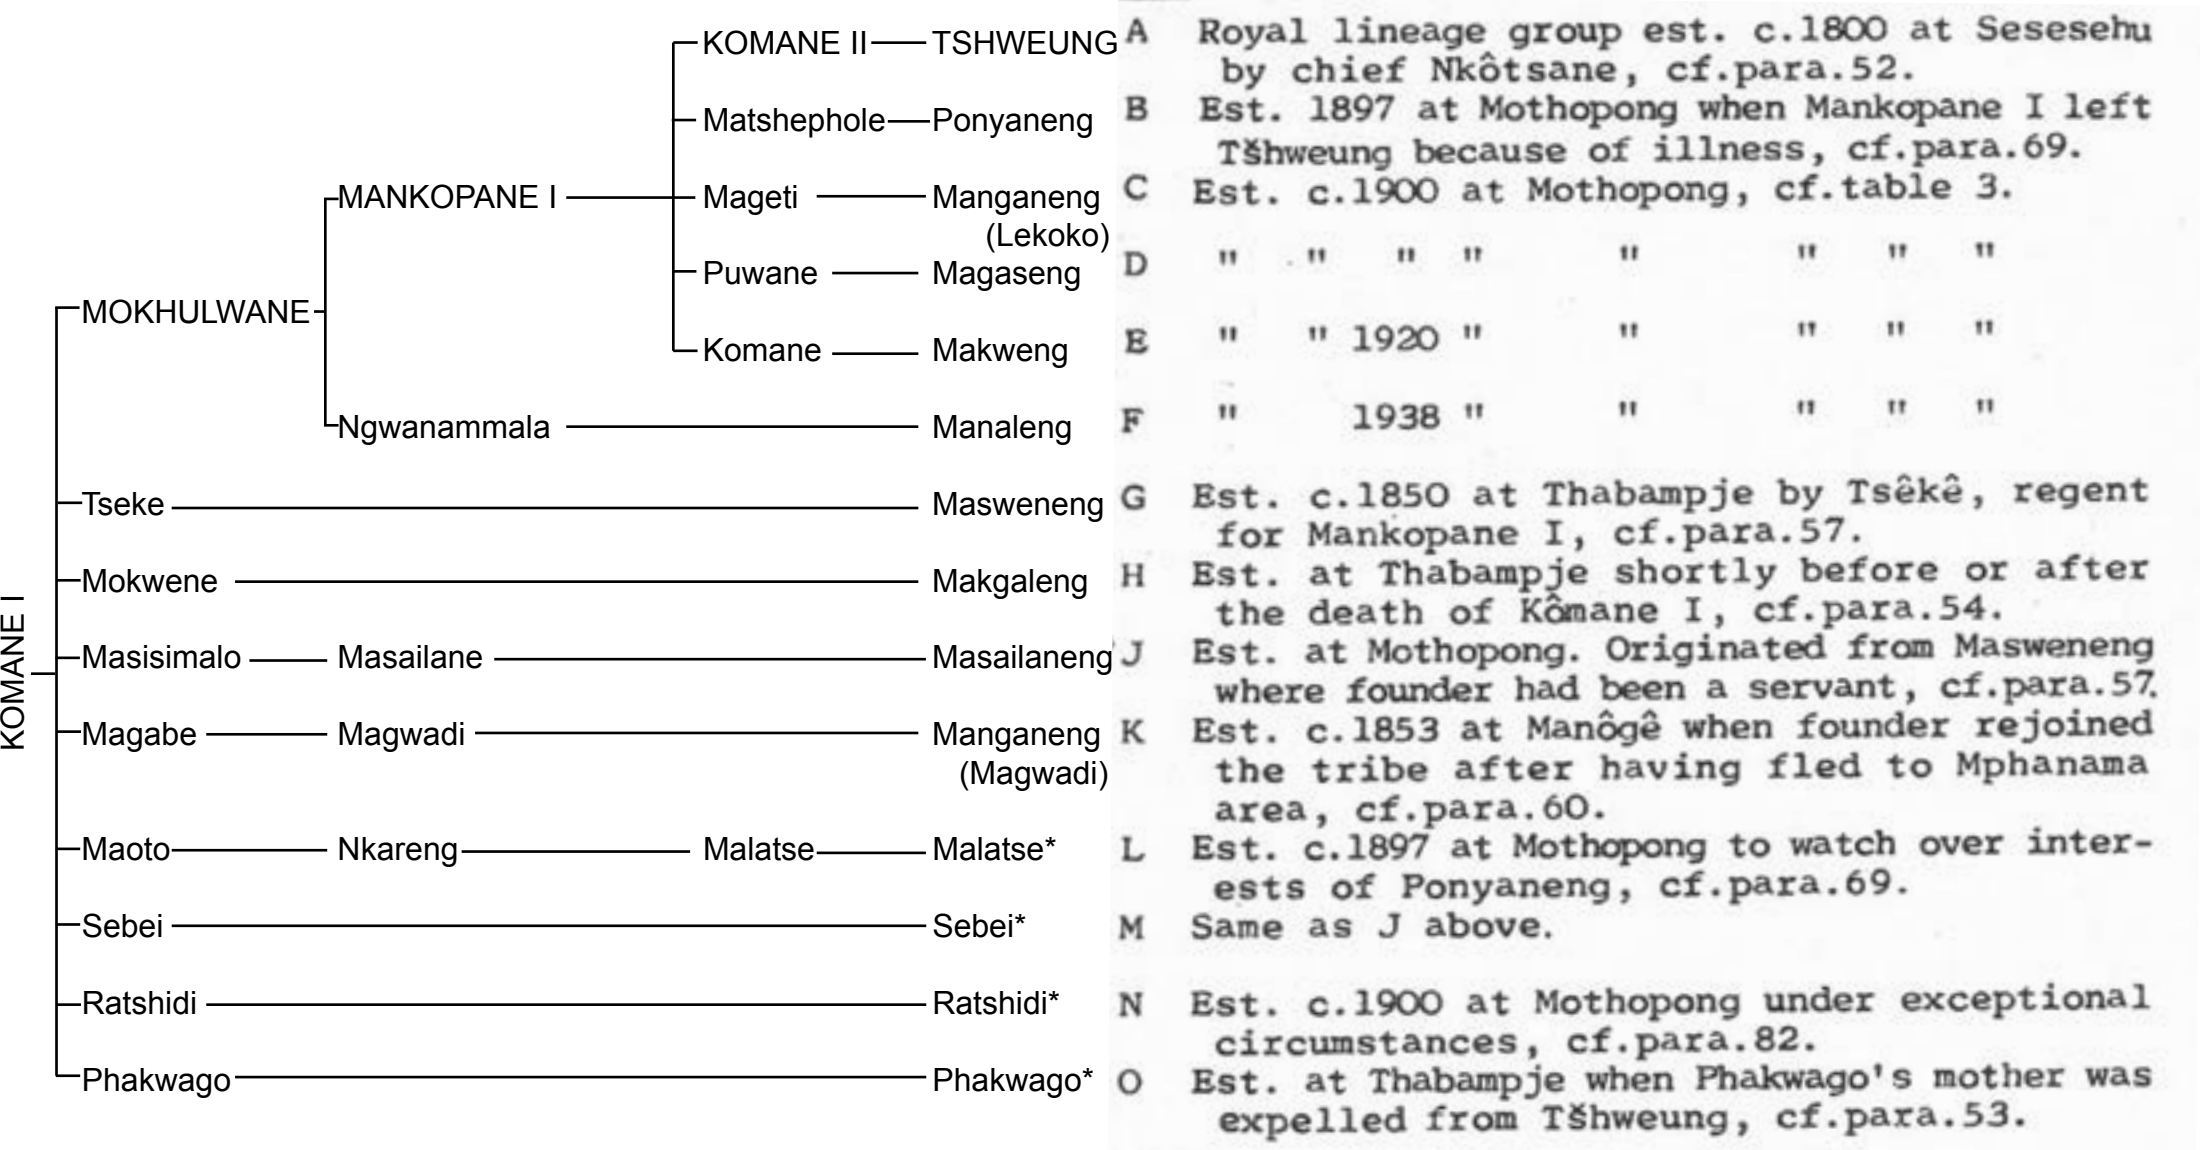 KOMANE II TSHWEUNG A Royal lineage group est. c.1800 at Sesesehu
by chief Nkôtsane, cf.para.52.
Matshephole Ponyaneng B Est. 1897 at Mothopong when Mankopane I left
Tšhweung because of illness, cf.para.69.
MANKOPANE I Mageti Manganeng C Est. c.1900 at Mothopong, cf.table 3.
(Lekoko)
Puwane Magaseng D " " " " " " " "
MOKHULWANE
Komane Makweng E " " 1920 " " " " "
Ngwanammala Manaleng F " 1938 " " " " "
Tseke Masweneng G Est. c.1850 at Thabampje by Tsêkê, regent
for Mankopane I, cf.para.57.
Mokwene Makgaleng H Est. at Thabampje shortly before or after
the death of Kômane I, cf.para.54.
KOMANE I
Masisimalo Masailane Masailaneng J Est. at Mothopong. Originated from Masweneng
where founder had been a servant, cf.para.57.
Magabe Magwadi Manganeng K Est. c.1853 at Manôgê when founder rejoined
(Magwadi) the tribe after having fled to Mphanama
area, cf.para.60.
Maoto Nkareng Malatse Malatse* L Est. c.1897 at Mothopong to watch over inter-
ests of Ponyaneng, cf.para.69.
Sebei Sebei* M Same as J above.
Ratshidi Ratshidi* N Est. c.1900 at Mothopong under exceptional
circumstances, cf.para.82.
Phakwago Phakwago* O Est. at Thabampje when Phakwago's mother was
expelled from Tšhweung, cf.para.53.